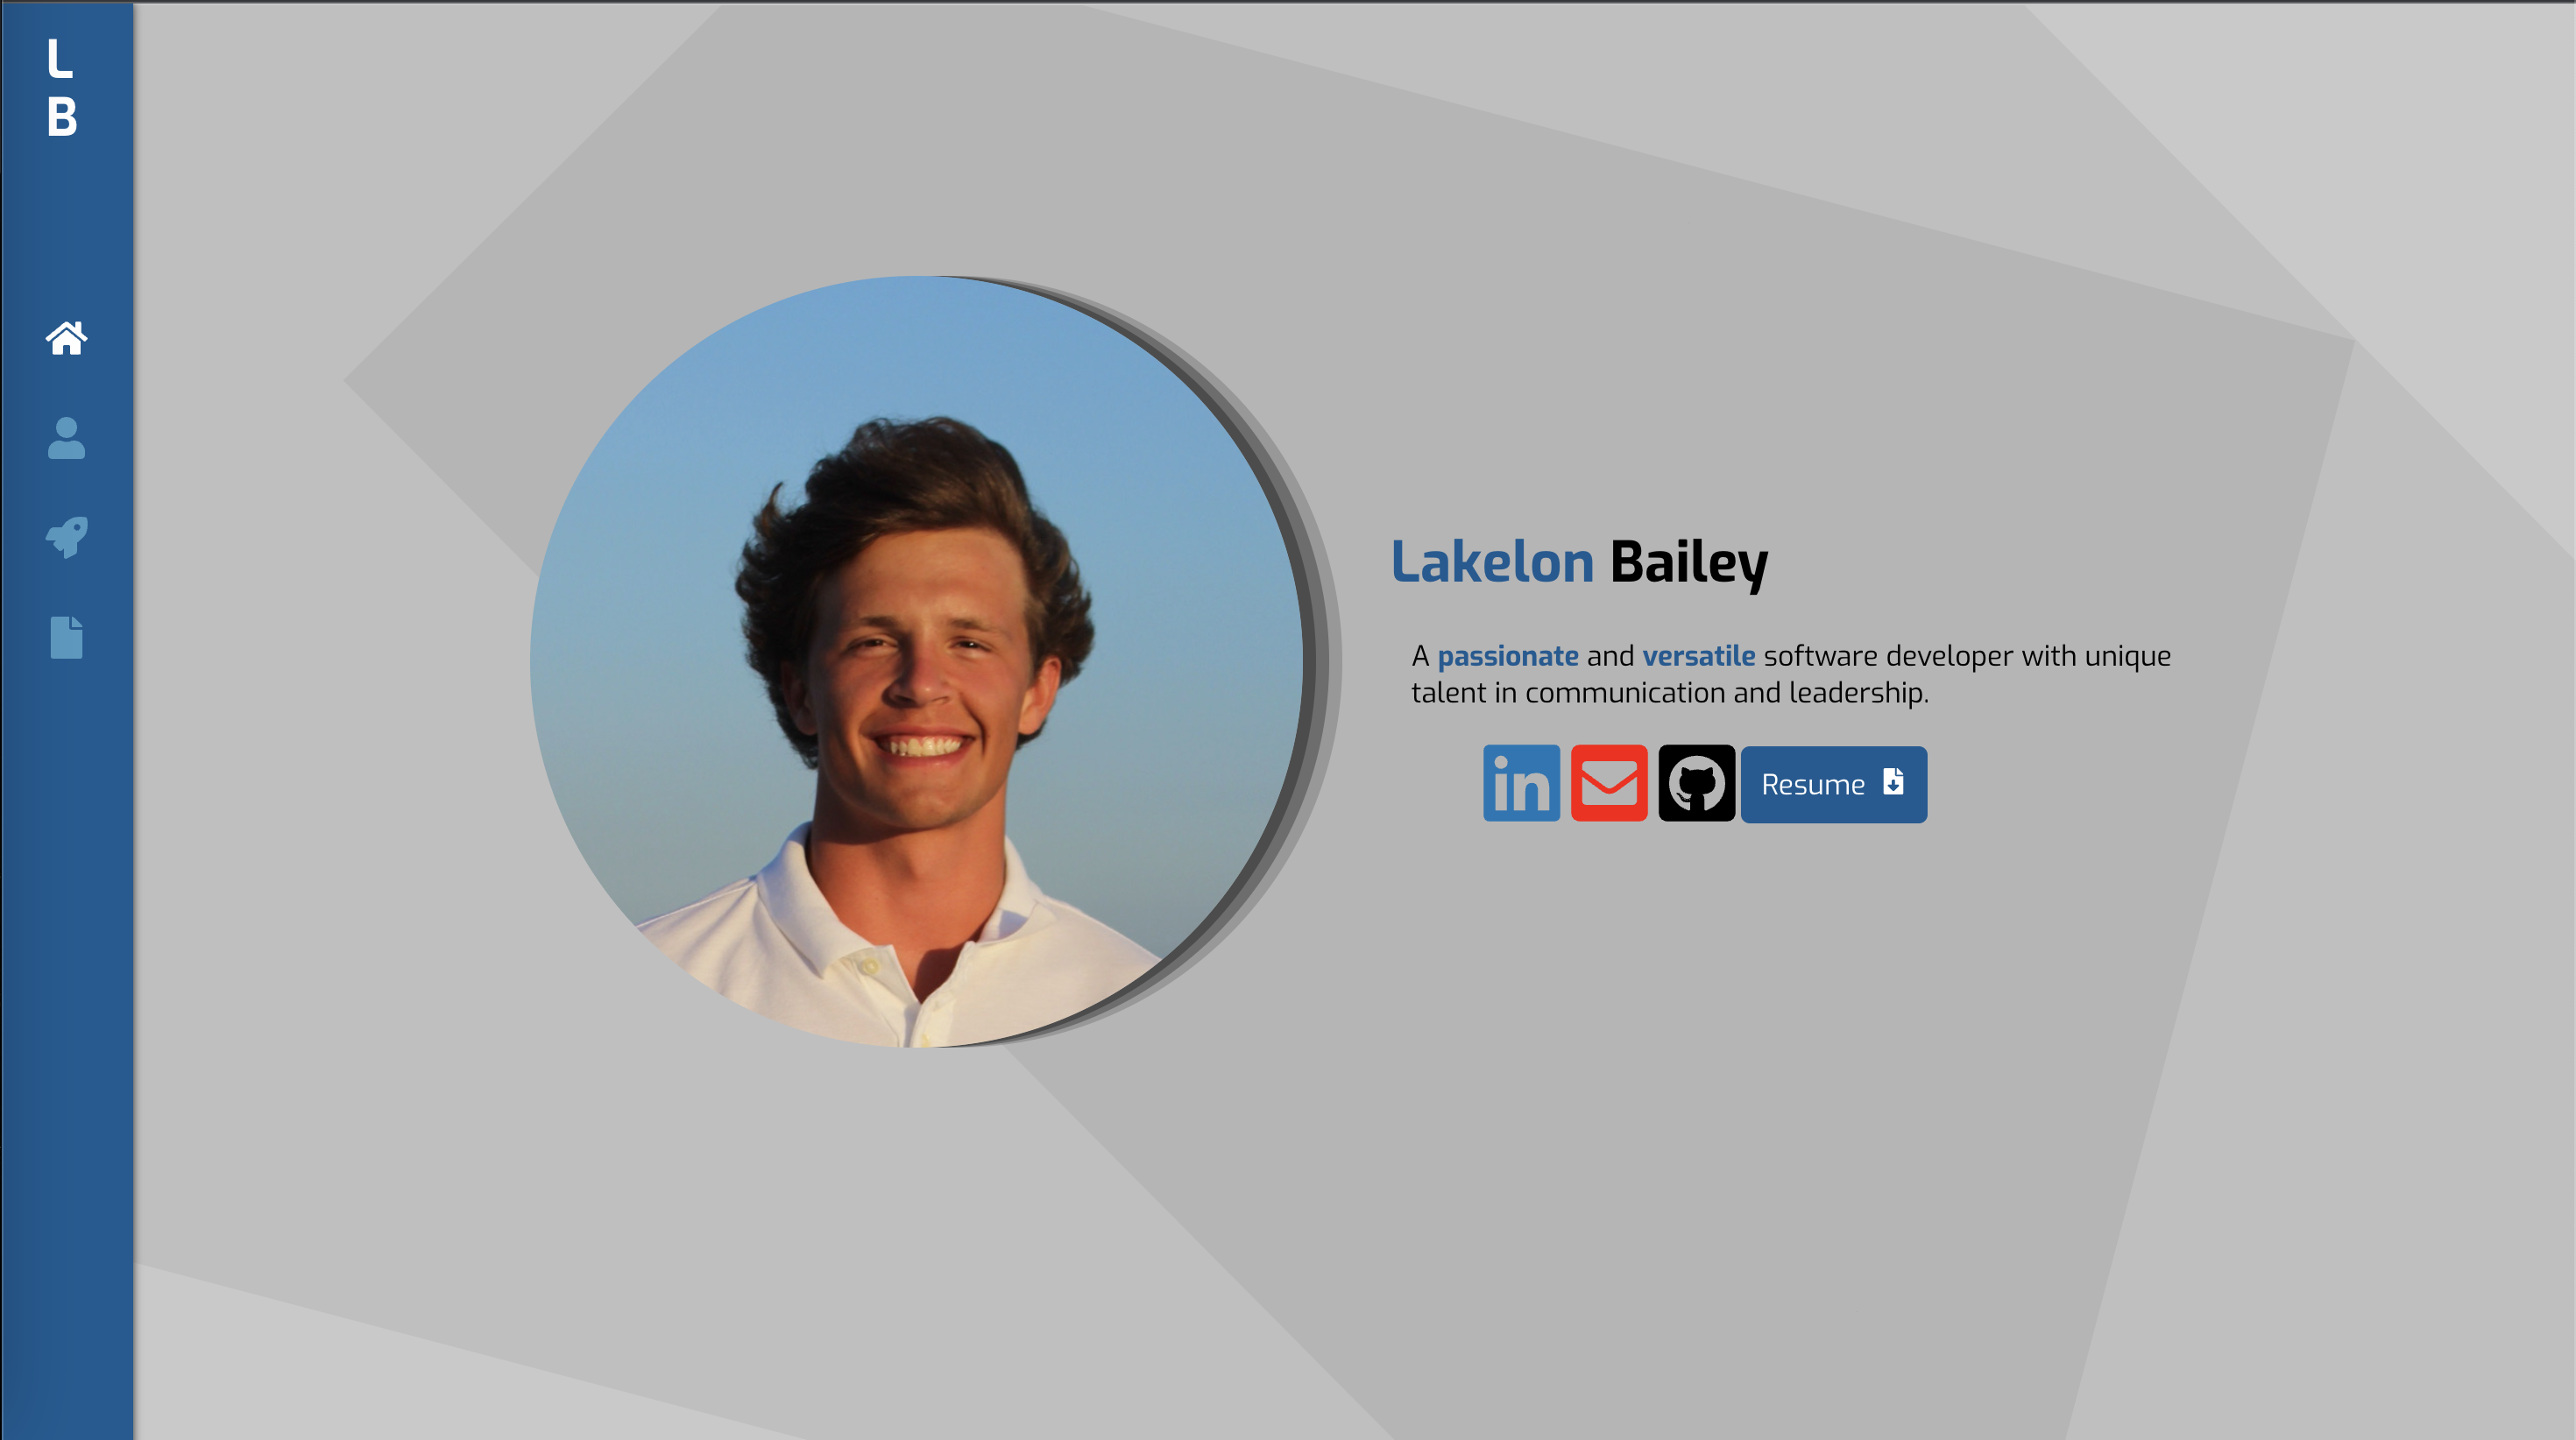 L
B
Lakelon Bailey
A passionate and versatile software developer with unique
talent in communication and leadership.
in
Resume